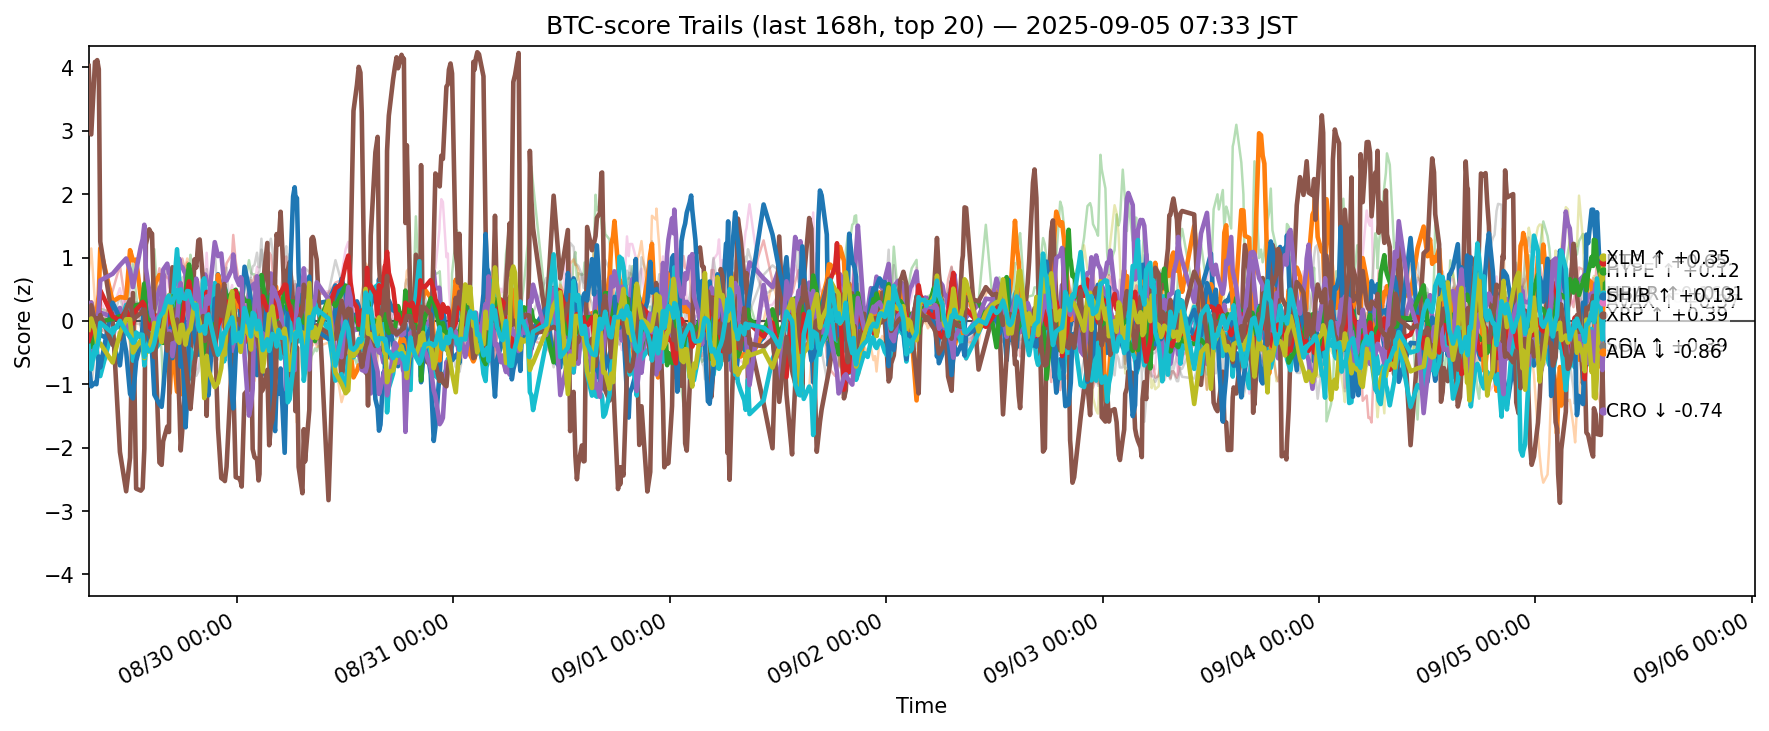 BTC-score Trails (last 168h, top 20) — 2025-09-05 07:33 JST
Score (z)
4
3
2
1
0
−1
−2
−3
−4
XLM ↑ +0.35
HYPE ↑ +0.12
SHIB ↑ +0.13
XRP ↑ +0.39
ADA ↓ -0.86
CRO ↓ -0.74
08/30 00:00
08/31 00:00
09/01 00:00
09/02 00:00
09/03 00:00
09/04 00:00
09/05 00:00
09/06 00:00
Time